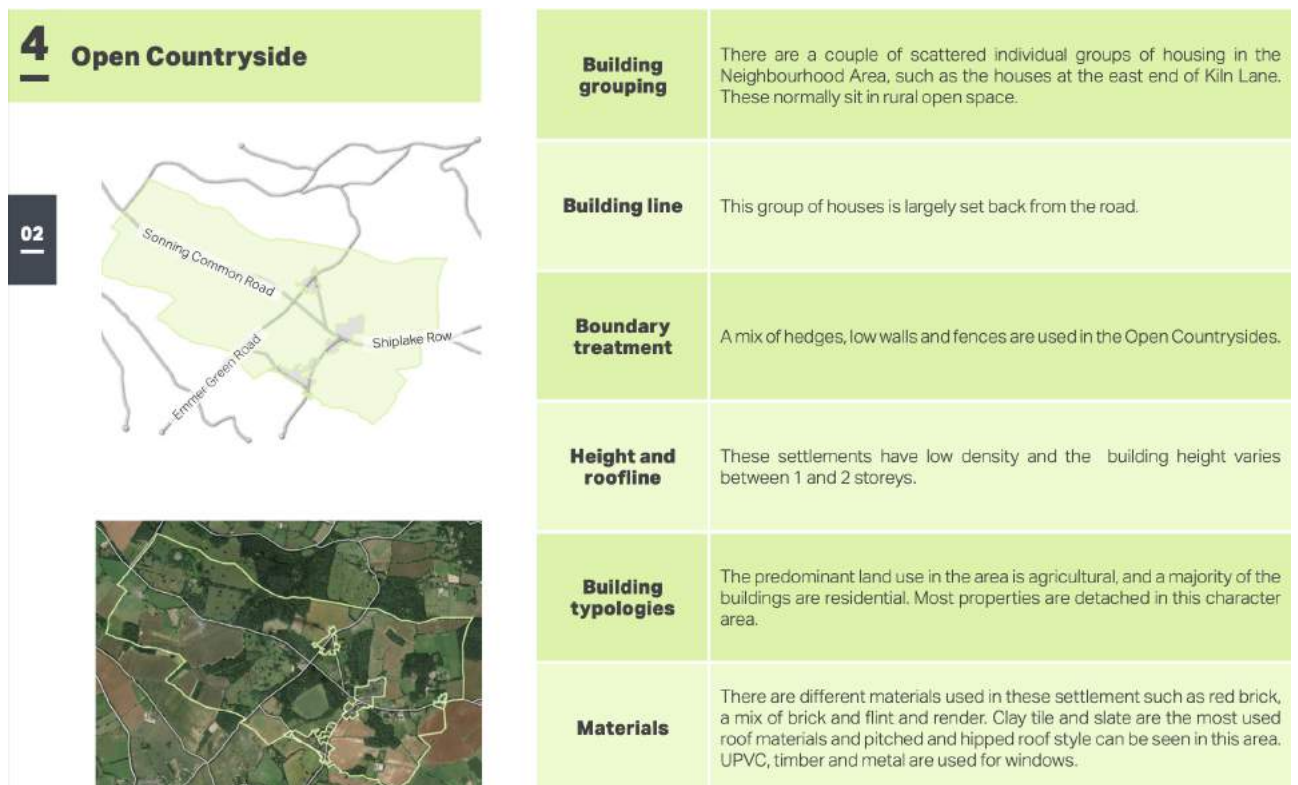 4 Open Countryside
02
Sonning Common Road
Emmer Green Road
Shiplake Row
Building
grouping
There are a couple of scattered individual groups of housing in the
Neighbourhood Area, such as the houses at the east end of Kiln Lane.
These normally sit in rural open space.
Building line
This group of houses is largely set back from the road.
Boundary
treatment
A mix of hedges, low walls and fences are used in the Open Countrysides.
Height and
roofline
These settlements have low density and the building height varies
between 1 and 2 storeys.
Building
typologies
The predominant land use in the area is agricultural, and a majority of the
buildings are residential. Most properties are detached in this character
area.
Materials
There are different materials used in these settlement such as red brick,
a mix of brick and flint and render. Clay tile and slate are the most used
roof materials and pitched and hipped roof style can be seen in this area.
UPVC, timber and metal are used for windows.